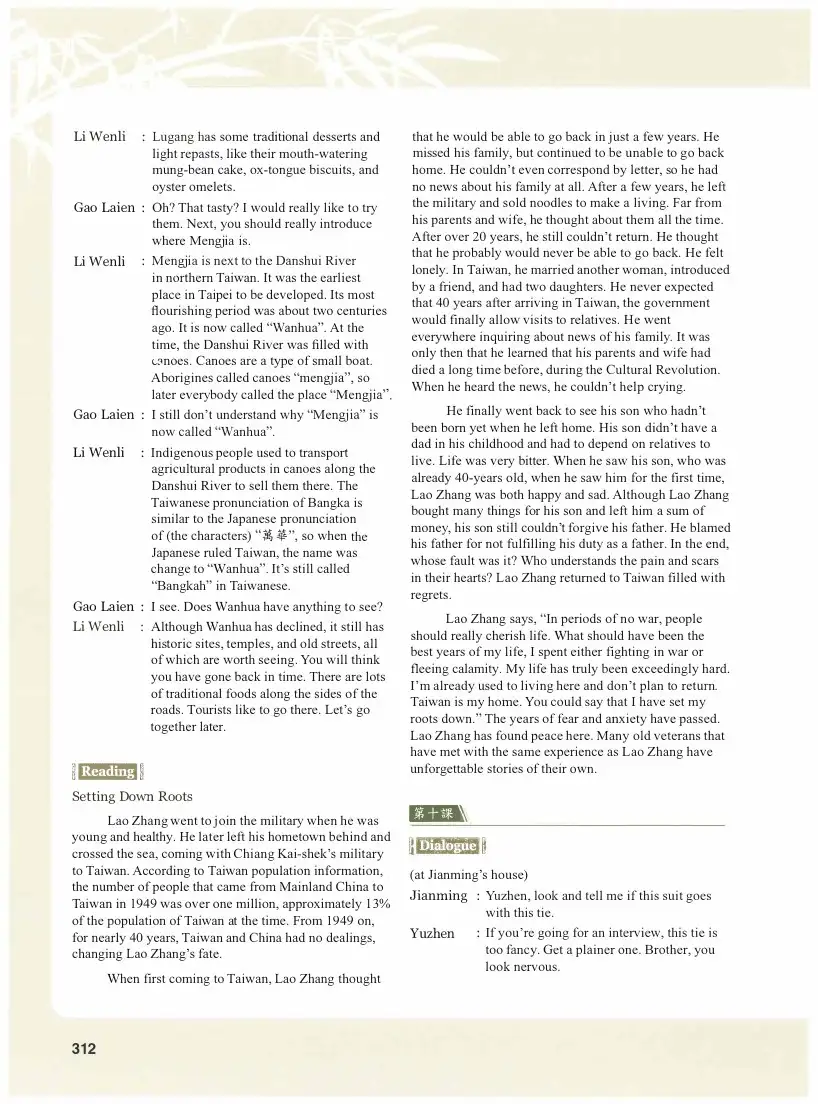 Li Wenli : Lugang has some traditional desserts and
light repasts, like their mouth-watering
mung-bean cake, ox-tongue biscuits, and
oyster omelets.
Gao Laien : Oh? That tasty? I would really like to try
them. Next, you should really introduce
where Mengjia is.
Li Wenli : Mengjia is next to the Danshui River
in northern Taiwan. It was the earliest
place in Taipei to be developed. Its most
flourishing period was about two centuries
ago. It is now called “Wanhua”. At the
time, the Danshui River was filled with
canoes. Canoes are a type of small boat.
Aborigines called canoes “mengjia”, so
later everybody called the place “Mengjia”.
Gao Laien : I still don’t understand why “Mengjia” is
now called “Wanhua”.
Li Wenli : Indigenous people used to transport
agricultural products in canoes along the
Danshui River to sell them there. The
Taiwanese pronunciation of Bangka is
similar to the Japanese pronunciation
of (the characters) “萬華”, so when the
Japanese ruled Taiwan, the name was
change to “Wanhua”. It’s still called
“Bangkah” in Taiwanese.
Gao Laien : I see. Does Wanhua have anything to see?
Li Wenli : Although Wanhua has declined, it still has
historic sites, temples, and old streets, all
of which are worth seeing. You will think
you have gone back in time. There are lots
of traditional foods along the sides of the
roads. Tourists like to go there. Let’s go
together later.
Reading
Setting Down Roots
Lao Zhang went to join the military when he was
young and healthy. He later left his hometown behind and
crossed the sea, coming with Chiang Kai-shek’s military
to Taiwan. According to Taiwan population information,
the number of people that came from Mainland China to
Taiwan in 1949 was over one million, approximately 13%
of the population of Taiwan at the time. From 1949 on,
for nearly 40 years, Taiwan and China had no dealings,
changing Lao Zhang’s fate.
When first coming to Taiwan, Lao Zhang thought
that he would be able to go back in just a few years. He
missed his family, but continued to be unable to go back
home. He couldn’t even correspond by letter, so he had
no news about his family at all. After a few years, he left
the military and sold noodles to make a living. Far from
his parents and wife, he thought about them all the time.
After over 20 years, he still couldn’t return. He thought
that he probably would never be able to go back. He felt
lonely. In Taiwan, he married another woman, introduced
by a friend, and had two daughters. He never expected
that 40 years after arriving in Taiwan, the government
would finally allow visits to relatives. He went
everywhere inquiring about news of his family. It was
only then that he learned that his parents and wife had
died a long time before, during the Cultural Revolution.
When he heard the news, he couldn’t help crying.
He finally went back to see his son who hadn’t
been born yet when he left home. His son didn’t have a
dad in his childhood and had to depend on relatives to
live. Life was very bitter. When he saw his son, who was
already 40-years old, when he saw him for the first time,
Lao Zhang was both happy and sad. Although Lao Zhang
bought many things for his son and left him a sum of
money, his son still couldn’t forgive his father. He blamed
his father for not fulfilling his duty as a father. In the end,
whose fault was it? Who understands the pain and scars
in their hearts? Lao Zhang returned to Taiwan filled with
regrets.
Lao Zhang says, “In periods of no war, people
should really cherish life. What should have been the
best years of my life, I spent either fighting in war or
fleeing calamity. My life has truly been exceedingly hard.
I’m already used to living here and don’t plan to return.
Taiwan is my home. You could say that I have set my
roots down.” The years of fear and anxiety have passed.
Lao Zhang has found peace here. Many old veterans that
have met with the same experience as Lao Zhang have
unforgettable stories of their own.
第十課
Dialogue
(at Jianming’s house)
Jianming : Yuzhen, look and tell me if this suit goes
with this tie.
Yuzhen : If you’re going for an interview, this tie is
too fancy. Get a plainer one. Brother, you
look nervous.
312